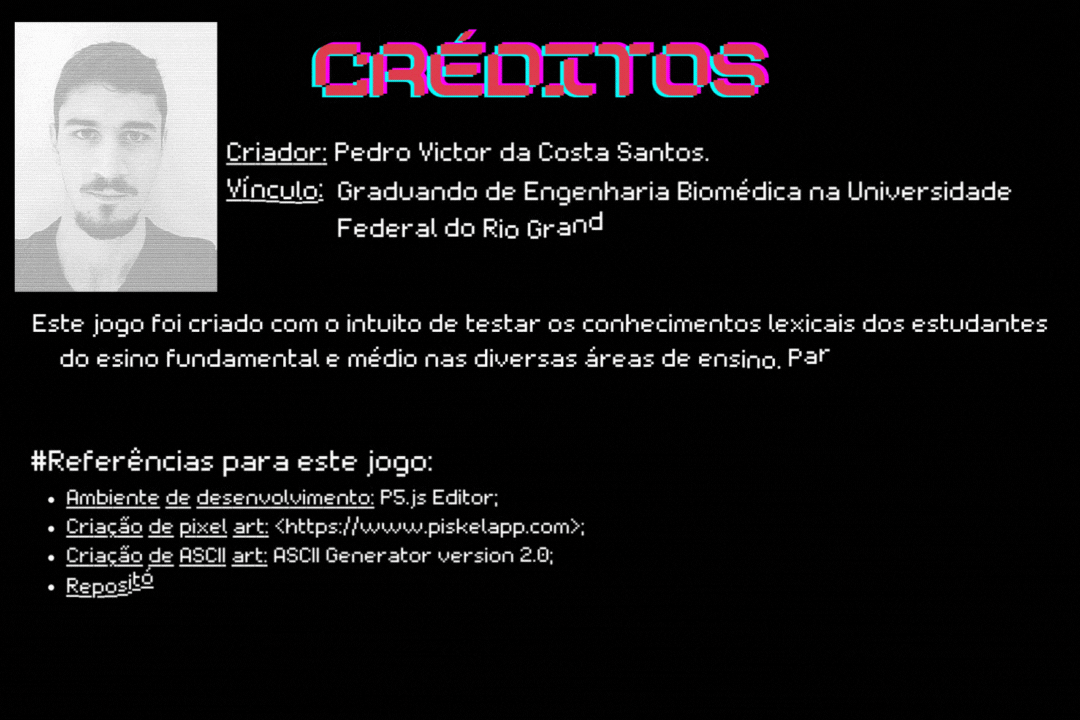 CRÉDITOS
Criador: Pedro Victor da Costa Santos.
Vínculo: Graduando de Engenharia Biomédica na Universidade
Federal do Rio Grand
Este jogo foi criado com o intuito de testar os conhecimentos lexicais dos estudantes
do esino fundamental e médio nas diversas áreas de ensino. Par
#Referências para este jogo:
• Ambiente de desenvolvimento: P5.js Editor;
• Criação de pixel art: <https://www.piskelapp.com>;
• Criação de ASCII art: ASCII Generator version 2.0;
• Repositó